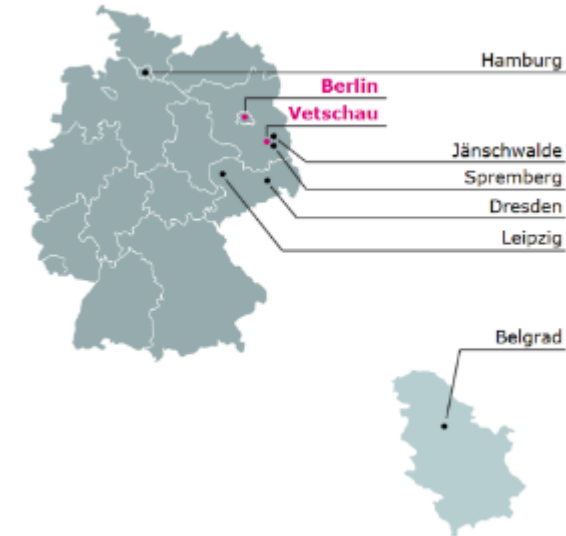 Hamburg
Berlin
Vetschau
Jänschwalde
Spremberg
Dresden
Leipzig
Belgrad